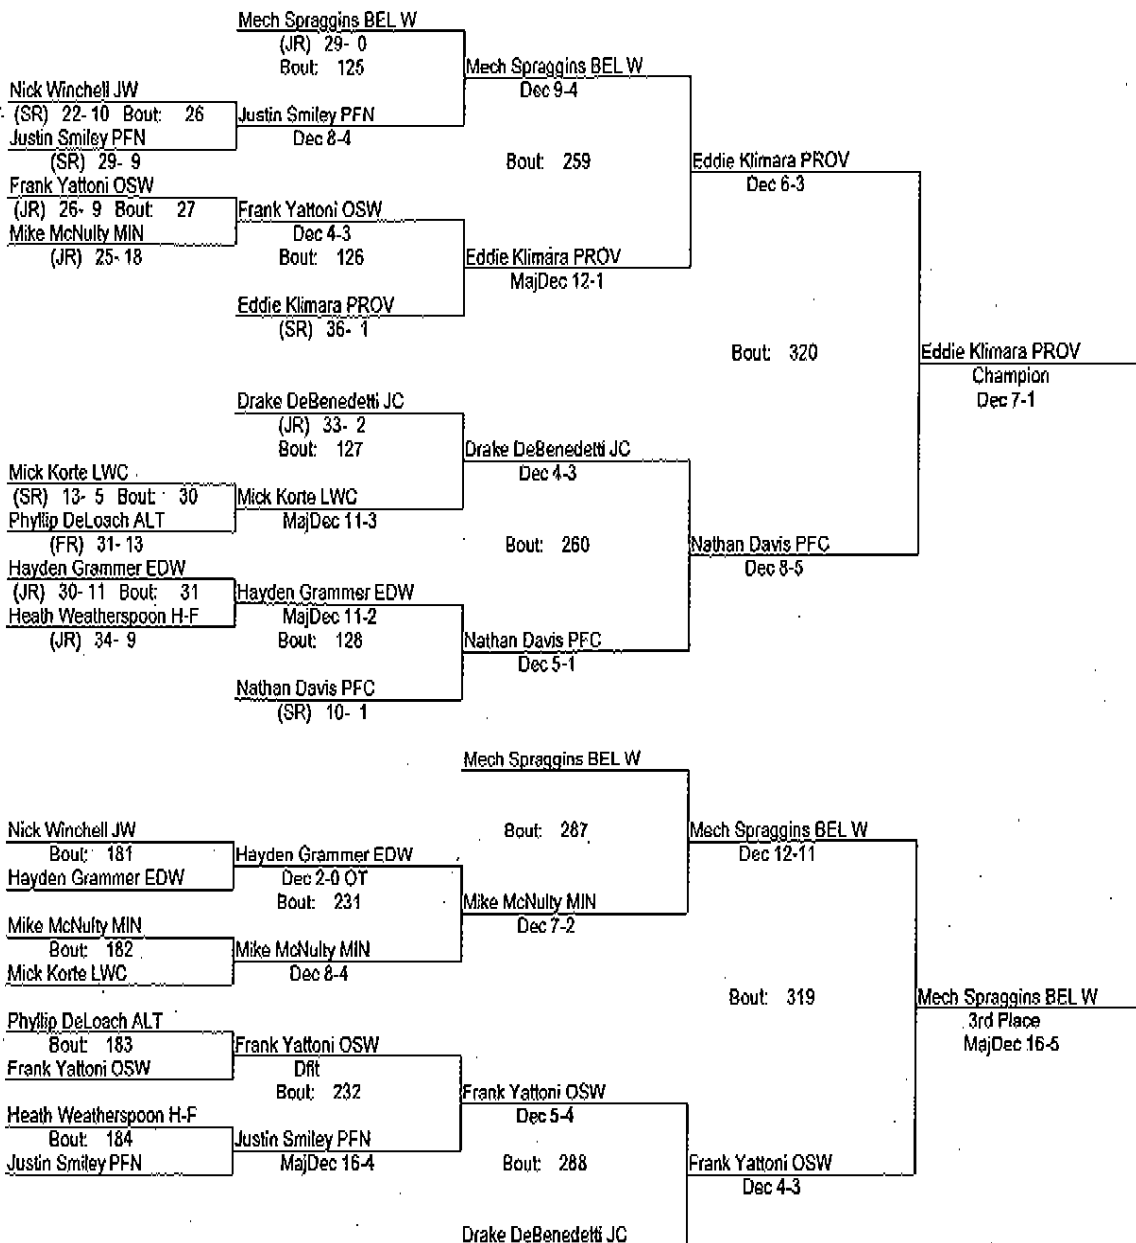 Mech Spraggins BEL W
(JR) 29- 0
Bout: 125
Mech Spraggins BEL W
Dec 9-4
Nick Winchell JW
(SR) 22- 10 Bout: 26
Justin Smiley PFN
Dec 8-4
Justin Smiley PFN
(SR) 29- 9
Bout: 259
Eddie Klimara PROV
Dec 6-3
Frank Yattoni OSW
(JR) 26- 9 Bout: 27
Frank Yattoni OSW
Dec 4-3
Mike McNulty MIN
(JR) 25- 18
Bout: 126
Eddie Klimara PROV
MajDec 12-1
Eddie Klimara PROV
(SR) 36- 1
Bout: 320
Eddie Klimara PROV
Champion
Dec 7-1
Drake DeBenedetti JC
(JR) 33- 2
Bout: 127
Drake DeBenedetti JC
Dec 4-3
Mick Korte LWC
(SR) 13- 5 Bout: 30
Mick Korte LWC
MajDec 11-3
Phyllip DeLoach ALT
(FR) 31- 13
Bout: 260
Nathan Davis PFC
Dec 8-5
Hayden Grammer EDW
(JR) 30- 11 Bout: 31
Hayden Grammer EDW
MajDec 11-2
Heath Weatherspoon H-F
(JR) 34- 9
Bout: 128
Nathan Davis PFC
Dec 5-1
Nathan Davis PFC
(SR) 10- 1
Mech Spraggins BEL W
Nick Winchell JW
Bout: 181
Hayden Grammer EDW
Hayden Grammer EDW
Dec 2-0 OT
Bout: 231
Bout: 287
Mech Spraggins BEL W
Dec 12-11
Mike McNulty MIN
Dec 7-2
Mike McNulty MIN
Bout: 182
Mick Korte LWC
Mike McNulty MIN
Dec 8-4
Bout: 319
Mech Spraggins BEL W
3rd Place
MajDec 16-5
Phyllip DeLoach ALT
Bout: 183
Frank Yattoni OSW
Frank Yattoni OSW
Dflt
Bout: 232
Frank Yattoni OSW
Dec 5-4
Heath Weatherspoon H-F
Bout: 184
Justin Smiley PFN
Justin Smiley PFN
MajDec 16-4
Bout: 288
Frank Yattoni OSW
Dec 4-3
Drake DeBenedetti JC